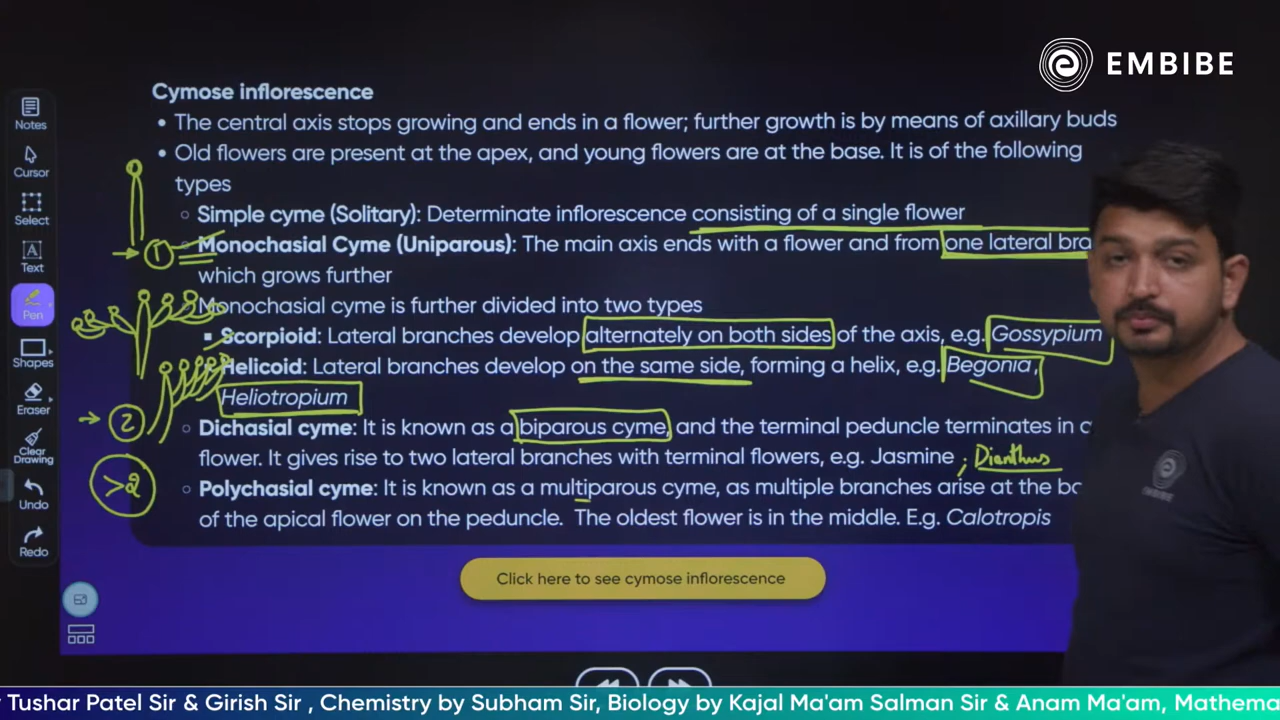 EMBIBE
Cymose inflorescence
• The central axis stops growing and ends in a flower; further growth is by means of axillary buds
• Old flowers are present at the apex, and young flowers are at the base. It is of the following
types
Simple cyme (Solitary): Determinate inflorescence consisting of a single flower
1 Monochasial Cyme (Uniparous): The main axis ends with a flower and from one lateral bra
which grows further
Monochasial cyme is further divided into two types
Scorpioid: Lateral branches develop alternately on both sides of the axis, e.g. Gossypium
Helicoid: Lateral branches develop on the same side, forming a helix, e.g. Begonia,
Heliotropium
2 Dichasial cyme: It is known as a biparous cyme, and the terminal peduncle terminates in a
flower. It gives rise to two lateral branches with terminal flowers, e.g. Jasmine ; Dianthus
>2 Polychasial cyme: It is known as a multiparous cyme, as multiple branches arise at the ba
of the apical flower on the peduncle. The oldest flower is in the middle. E.g. Calotropis
Click here to see cymose inflorescence
Notes
Cursor
Select
Text
Pen
Shapes
Eraser
Clear
Drawing
Undo
Redo
Tushar Patel Sir & Girish Sir , Chemistry by Subham Sir, Biology by Kajal Ma'am Salman Sir & Anam Ma'am, Mathema